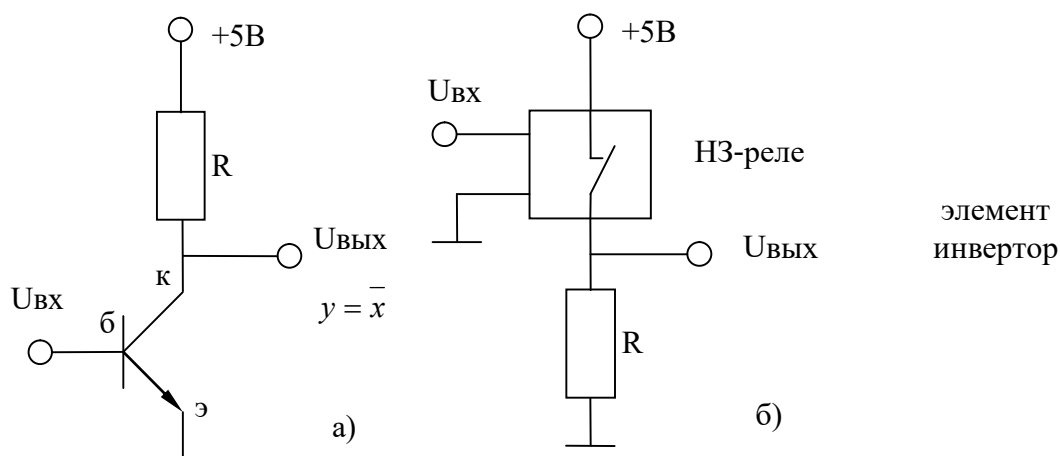 +5В
R
Uвых
к
Uвх
б
y = x̅
э
а)
+5В
Uвх
НЗ-реле
Uвых
R
б)
элемент
инвертор